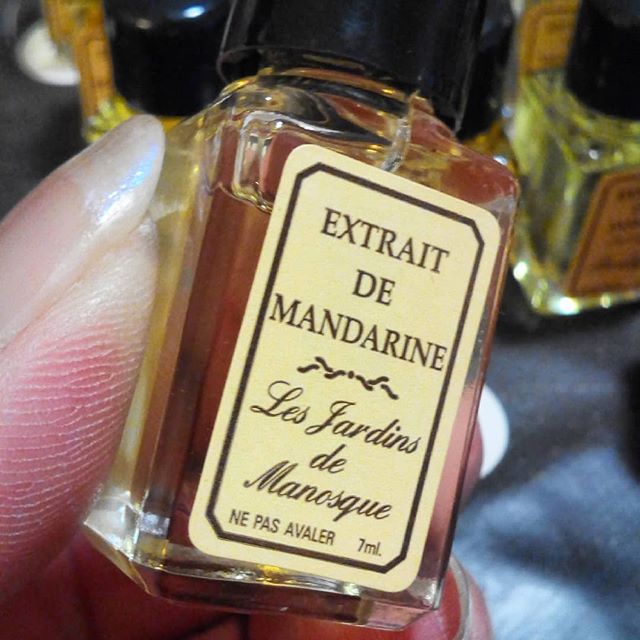 EXTRAIT
DE
MANDARINE
Les Jardins
de
Manosque
NE PAS AVALER 7ml.